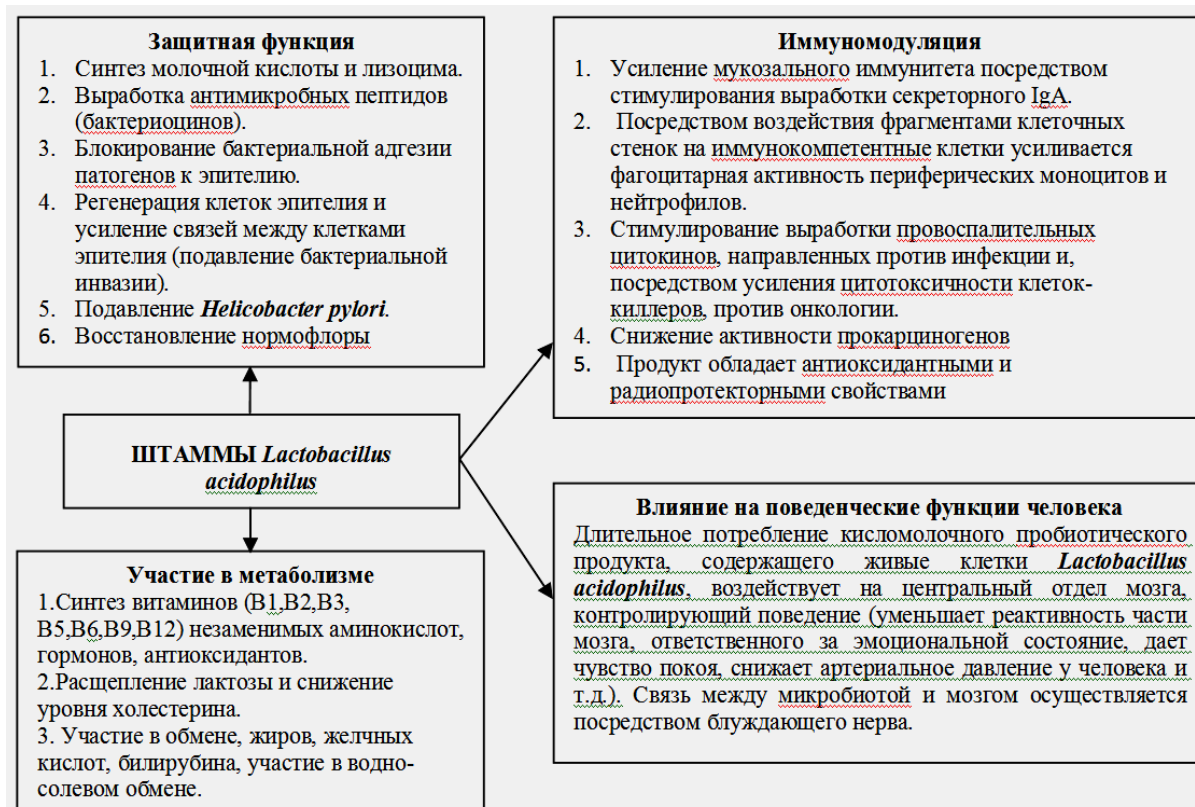 Защитная функция
1. Синтез молочной кислоты и лизоцима.
2. Выработка антимикробных пептидов
(бактериоцинов).
3. Блокирование бактериальной адгезии
патогенов к эпителию.
4. Регенерация клеток эпителия и
усиление связей между клетками
эпителия (подавление бактериальной
инвазии).
5. Подавление Helicobacter pylori.
6. Восстановление нормофлоры
Иммуномодуляция
1. Усиление мукозального иммунитета посредством
стимулирования выработки секреторного IgA.
2. Посредством воздействия фрагментами клеточных
стенок на иммунокомпетентные клетки усиливается
фагоцитарная активность периферических моноцитов и
нейтрофилов.
3. Стимулирование выработки провоспалительных
цитокинов, направленных против инфекции и,
посредством усиления цитотоксичности клеток-
киллеров, против онкологии.
4. Снижение активности прокарциногенов
5. Продукт обладает антиоксидантными и
радиопротекторными свойствами
ШТАММЫ Lactobacillus
acidophilus
Участие в метаболизме
1.Синтез витаминов (В1,В2,В3,
В5,В6,В9,В12) незаменимых аминокислот,
гормонов, антиоксидантов.
2.Расщепление лактозы и снижение
уровня холестерина.
3. Участие в обмене, жиров, желчных
кислот, билирубина, участие в водно-
солевом обмене.
Влияние на поведенческие функции человека
Длительное потребление кисломолочного пробиотического
продукта, содержащего живые клетки Lactobacillus
acidophilus, воздействует на центральный отдел мозга,
контролирующий поведение (уменьшает реактивность части
мозга, ответственного за эмоциональной состояние, дает
чувство покоя, снижает артериальное давление у человека и
т.д.). Связь между микробиотой и мозгом осуществляется
посредством блуждающего нерва.